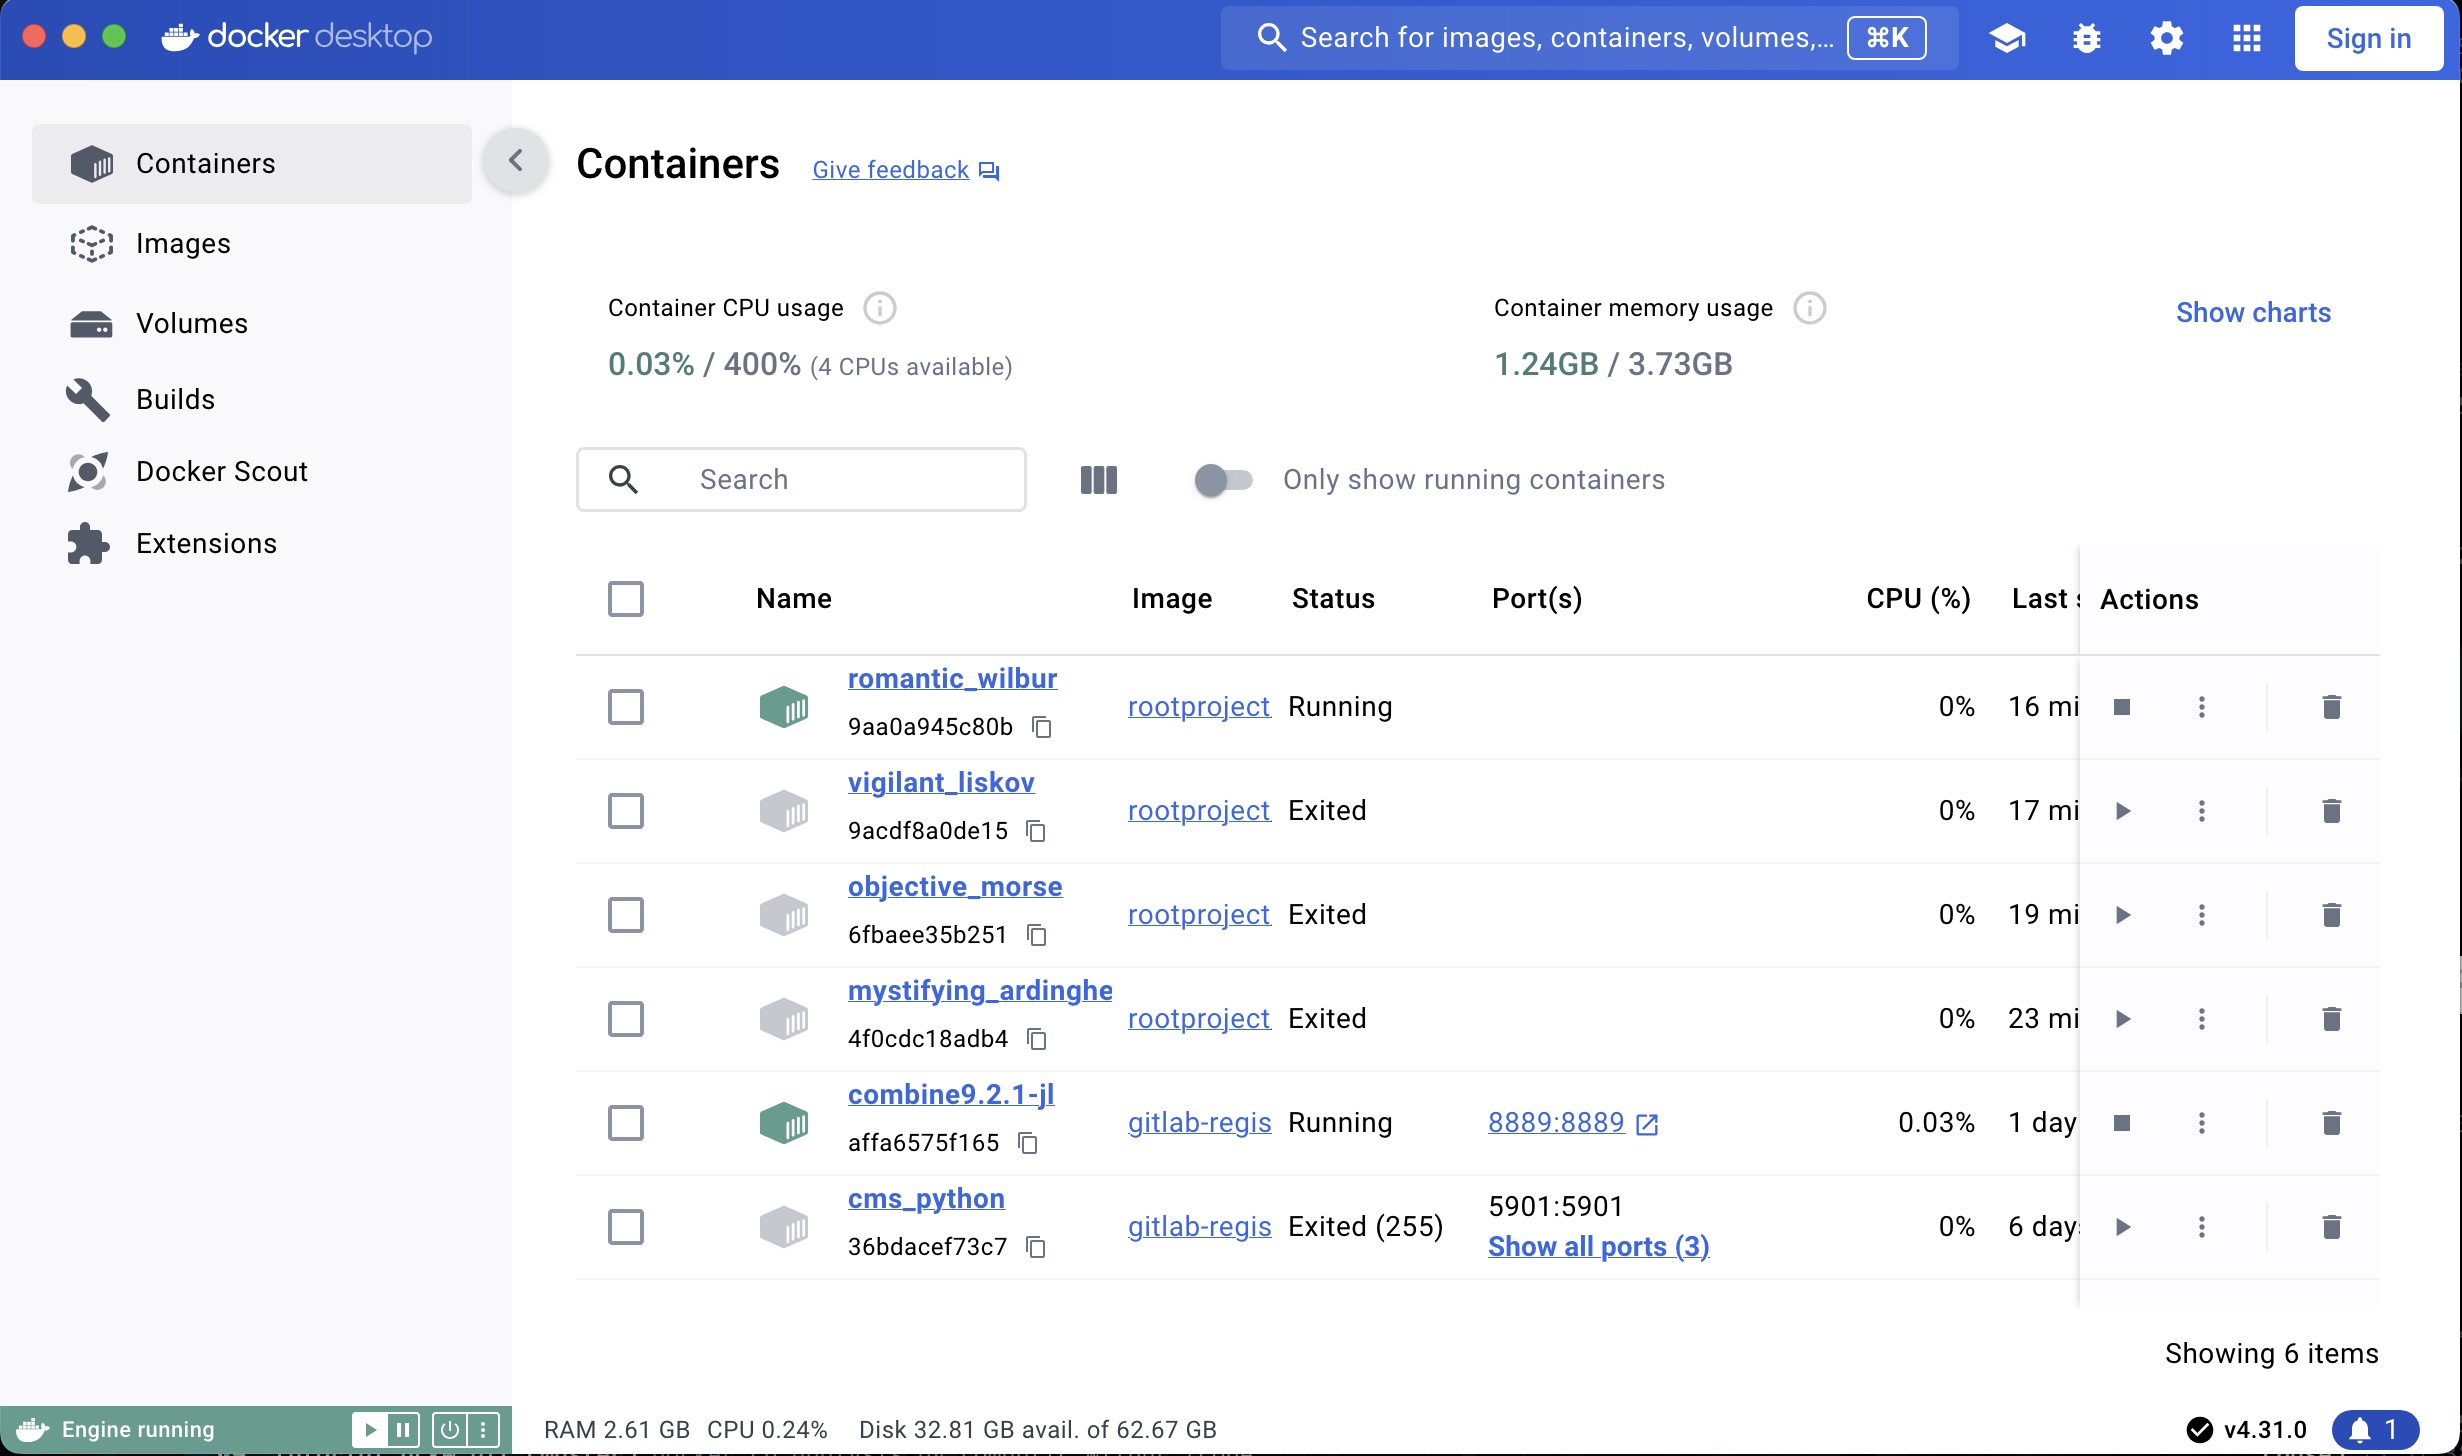 docker desktop
Search for images, containers, volumes,... ⌘K
Sign in
Containers
Images
Volumes
Builds
Docker Scout
Extensions
Containers Give feedback
Container CPU usage
0.03% / 400% (4 CPUs available)
Container memory usage
1.24GB / 3.73GB
Show charts
Search
Only show running containers
Name Image Status Port(s) CPU (%) Last s Actions
romantic_wilbur
9aa0a945c80b
rootproject Running 0% 16 mi
vigilant_liskov
9acdf8a0de15
rootproject Exited 0% 17 mi
objective_morse
6fbaee35b251
rootproject Exited 0% 19 mi
mystifying_ardinghe
4f0cdc18adb4
rootproject Exited 0% 23 mi
combine9.2.1-jl
affa6575f165
gitlab-regis Running 8889:8889 0.03% 1 day
cms_python
36bdacef73c7
gitlab-regis Exited (255) 5901:5901
Show all ports (3)
0% 6 days
Showing 6 items
Engine running
RAM 2.61 GB CPU 0.24% Disk 32.81 GB avail. of 62.67 GB
v4.31.0
1